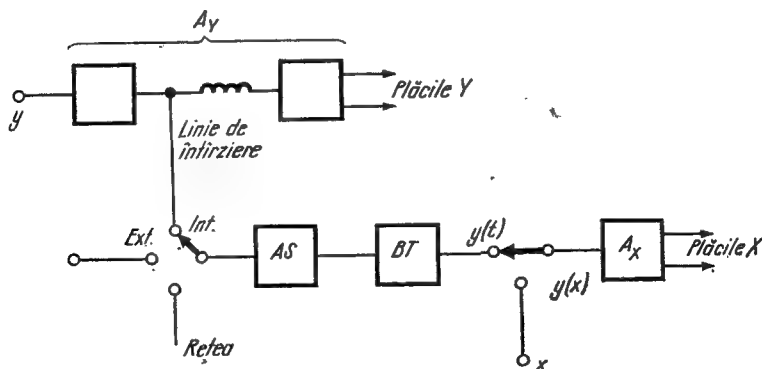 A_Y
y
Plăcile Y
Linie de
întîrziere
Int.
Ext.
Rețea
AS
BT
y(t)
y(x)
x
A_X
Plăcile X